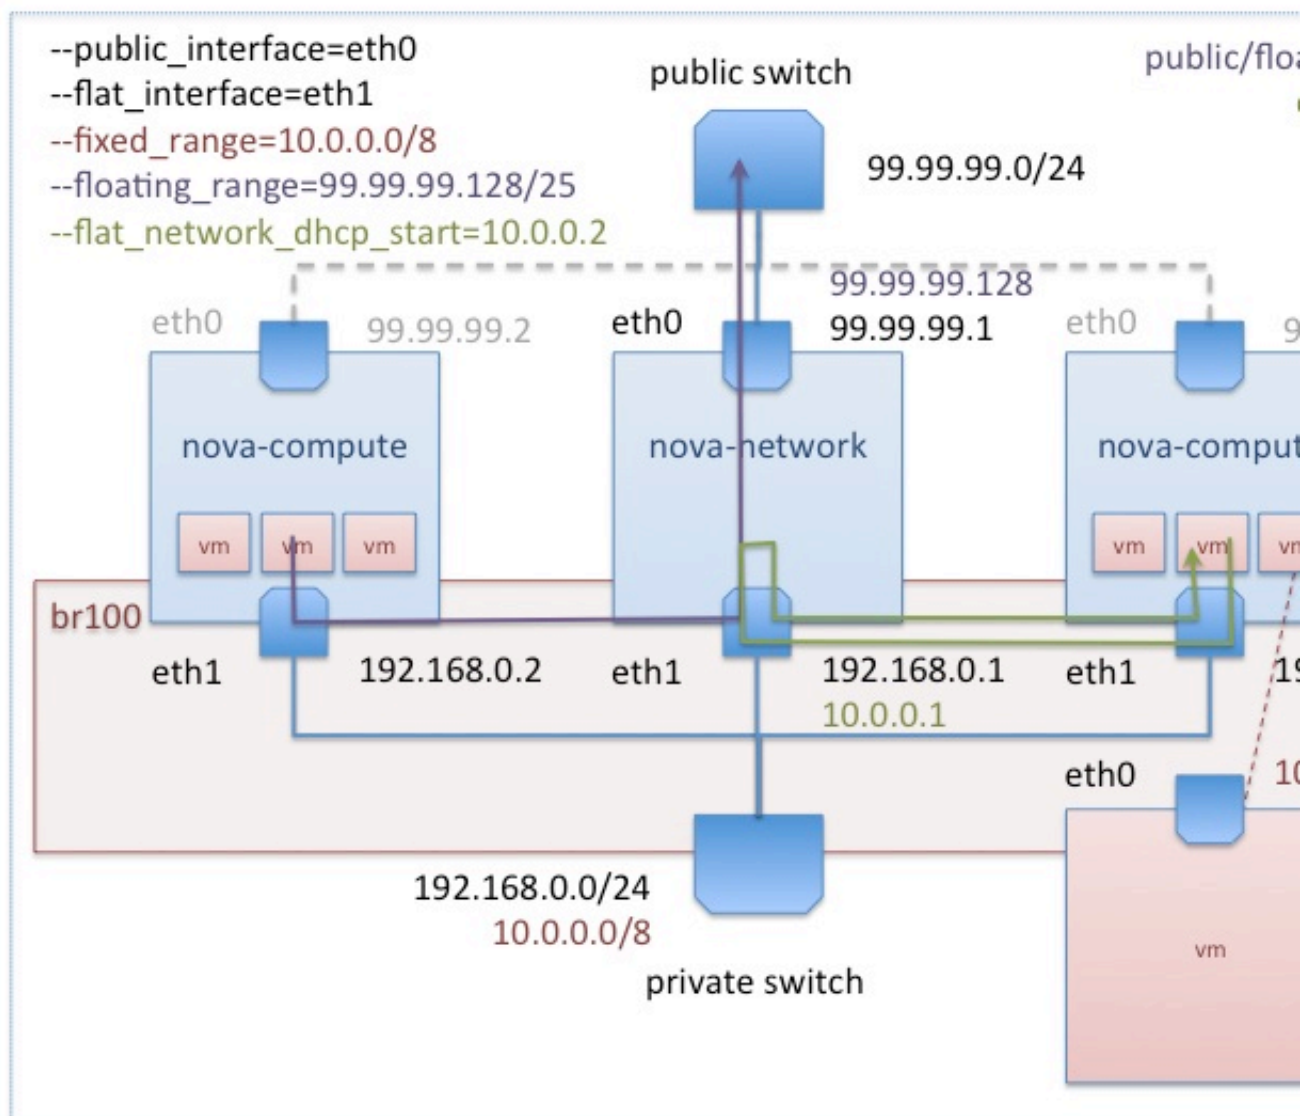 --public_interface=eth0
--flat_interface=eth1
--fixed_range=10.0.0.0/8
--floating_range=99.99.99.128/25
--flat_network_dhcp_start=10.0.0.2
public switch
99.99.99.0/24
eth0
99.99.99.2
eth0
99.99.99.128
99.99.99.1
eth0
nova-compute
nova-network
vm
vm
vm
vm
vm
br100
eth1
192.168.0.2
eth1
192.168.0.1
10.0.0.1
eth1
eth0
192.168.0.0/24
10.0.0.0/8
private switch
vm